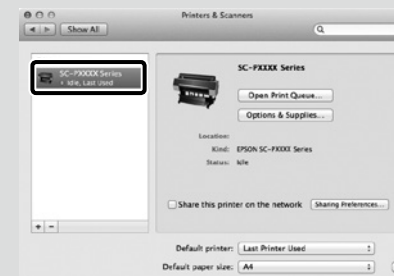 Printers & Scanners
Show All
SC-PXXXX Series
• Idle, Last Used
SC-PXXXX Series
Open Print Queue...
Options & Supplies...
Location:
Kind: EPSON SC-PXXXX Series
Status: Idle
Share this printer on the network
Sharing Preferences...
+ -
Default printer: Last Printer Used
Default paper size: A4